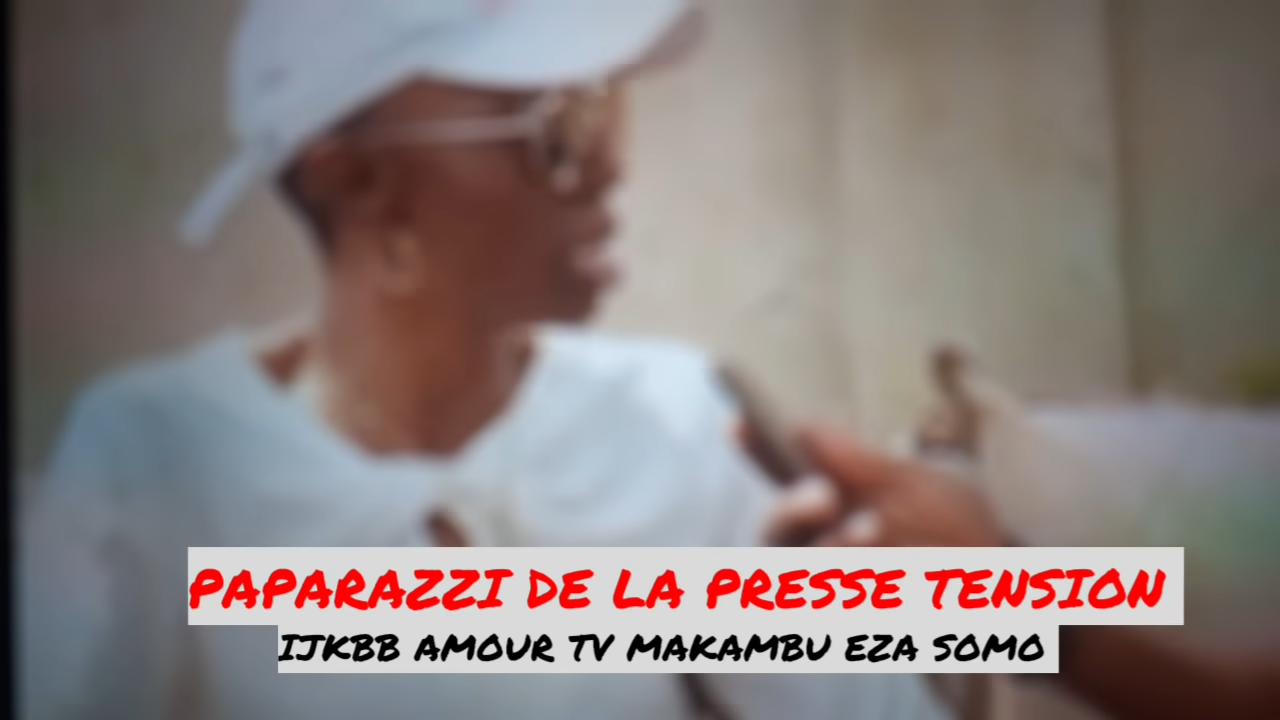 PAPARAZZI DE LA PRESSE TENSION
IJKBB AMOUR TV MAKAMBU EZA SOMO